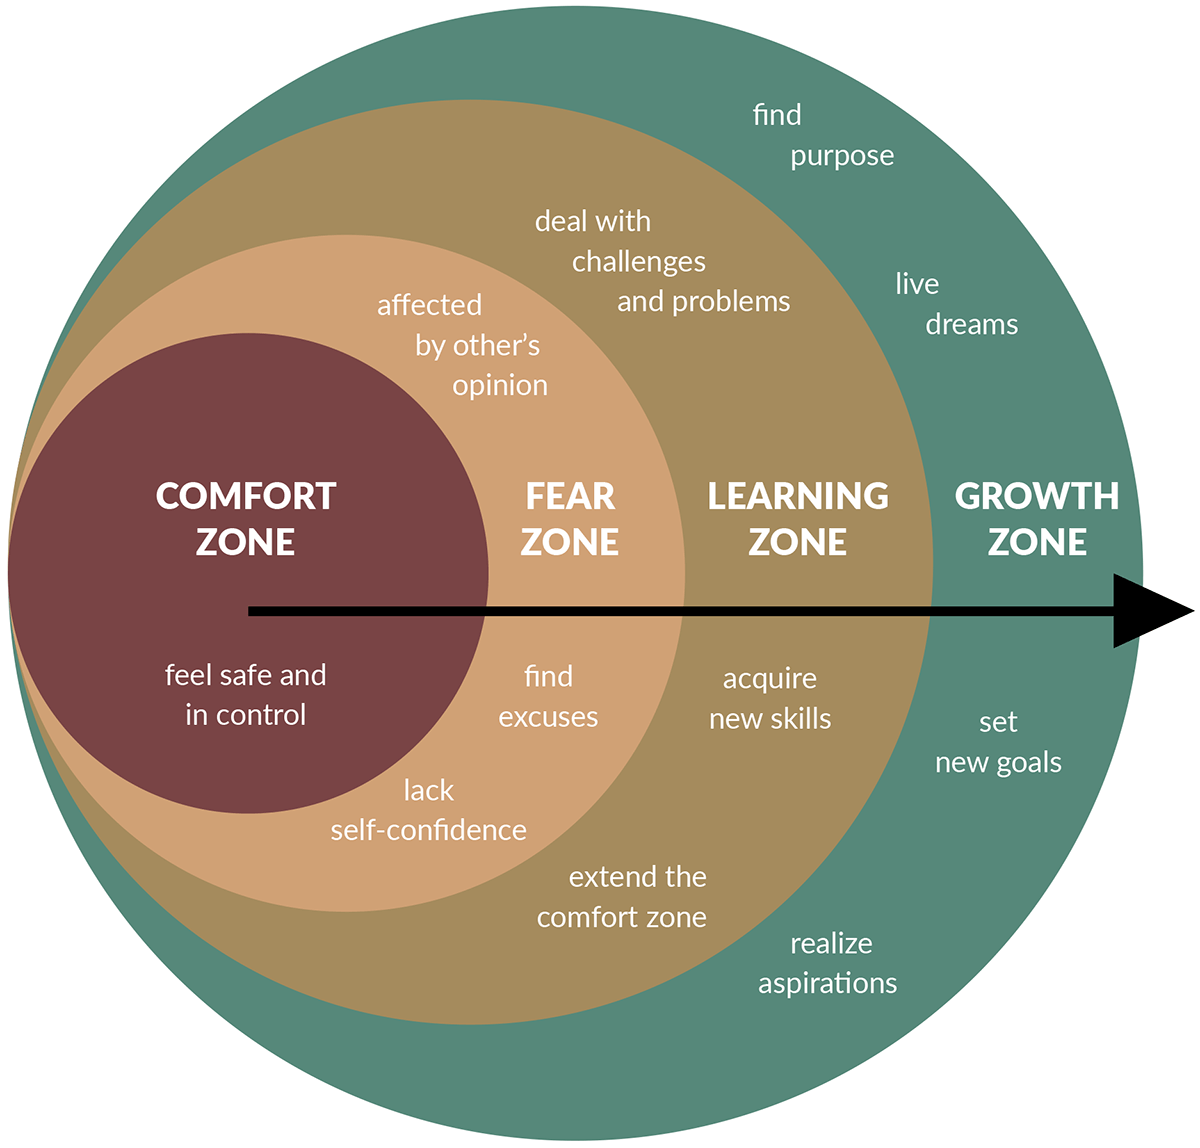 find
purpose
deal with
challenges
and problems
live
dreams
affected
by other's
opinion
COMFORT
ZONE
FEAR
ZONE
LEARNING
ZONE
GROWTH
ZONE
feel safe and
in control
find
excuses
acquire
new skills
set
new goals
lack
self-confidence
extend the
comfort zone
realize
aspirations